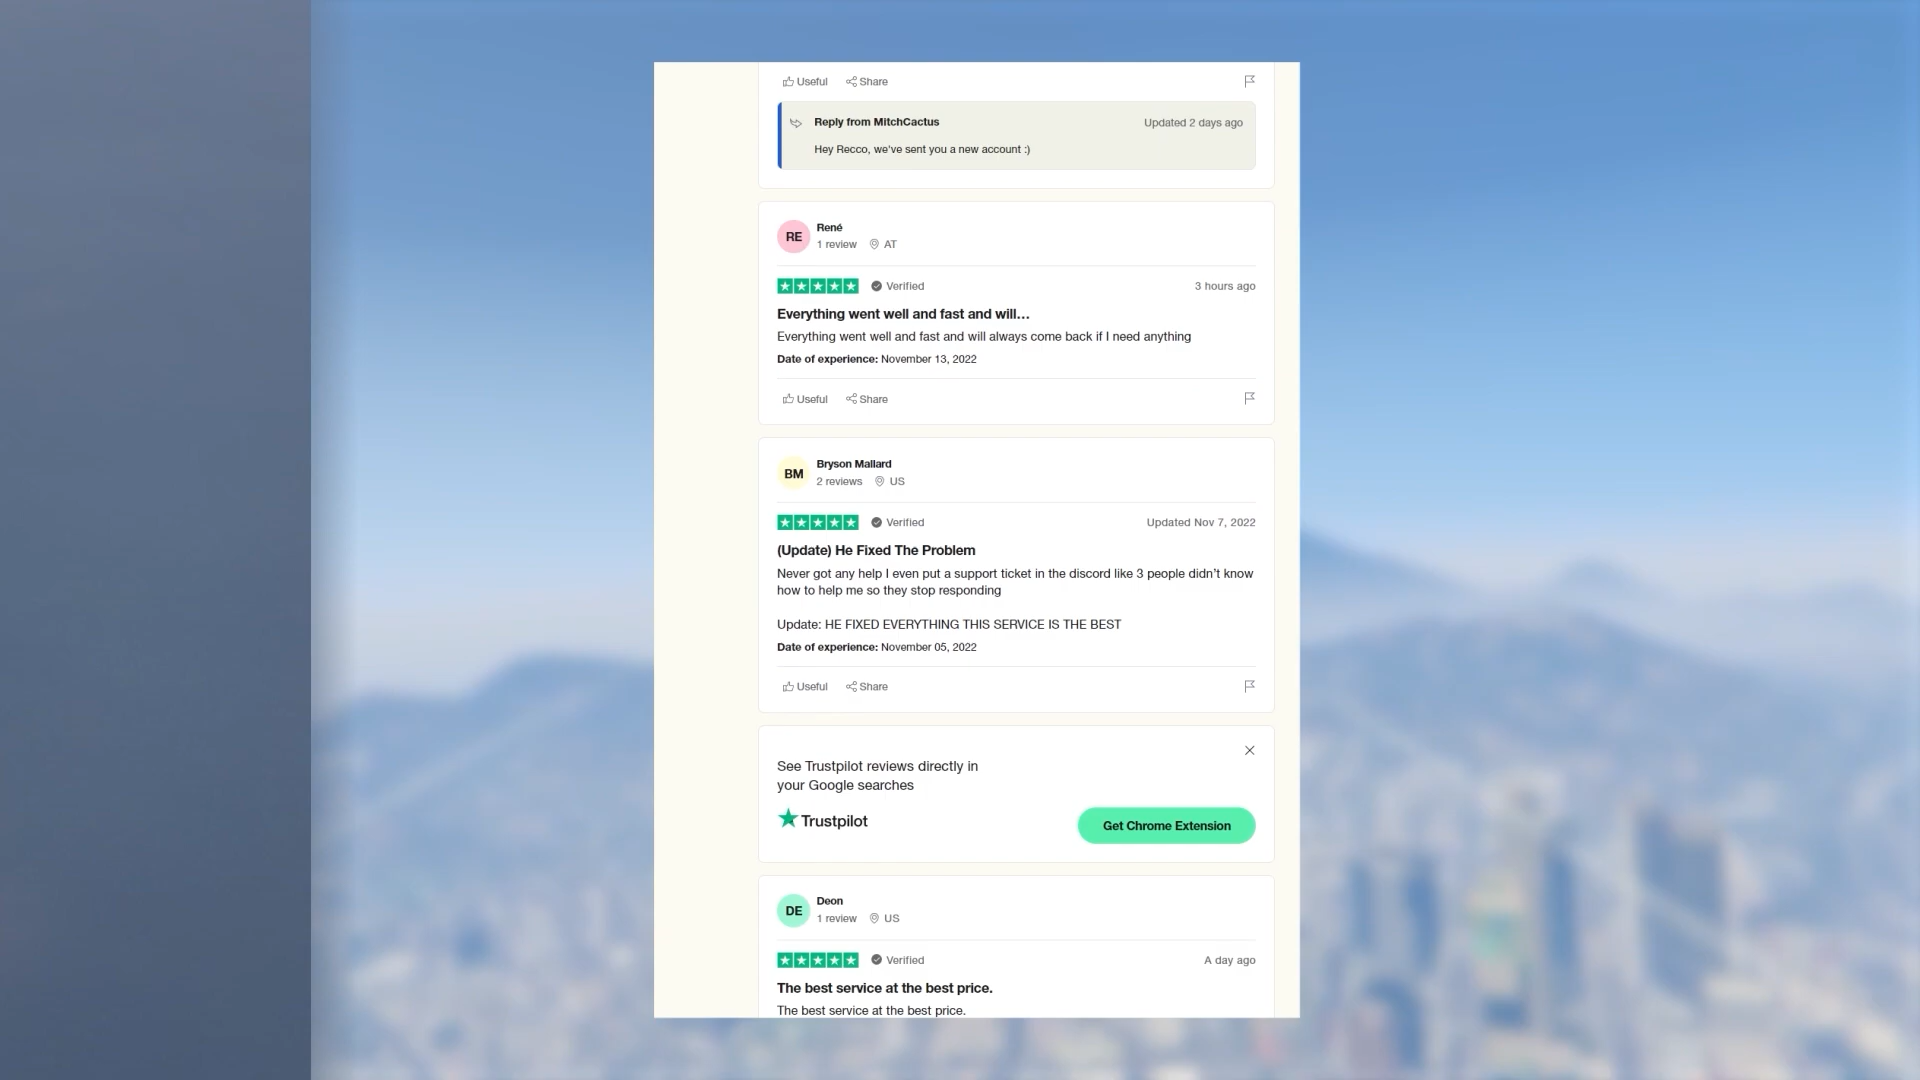 Useful Share
Reply from MitchCactus Updated 2 days ago
Hey Recco, we've sent you a new account :)
RE René
1 review AT
Verified 3 hours ago
Everything went well and fast and will...
Everything went well and fast and will always come back if I need anything
Date of experience: November 13, 2022
Useful Share
BM Bryson Mallard
2 reviews US
Verified Updated Nov 7, 2022
(Update) He Fixed The Problem
Never got any help I even put a support ticket in the discord like 3 people didn't know
how to help me so they stop responding
Update: HE FIXED EVERYTHING THIS SERVICE IS THE BEST
Date of experience: November 05, 2022
Useful Share
See Trustpilot reviews directly in
your Google searches
Trustpilot
Get Chrome Extension
DE Deon
1 review US
Verified A day ago
The best service at the best price.
The best service at the best price.